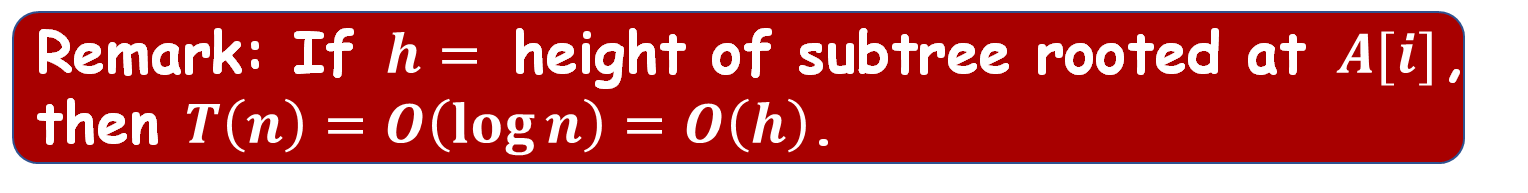 Remark: If h = height of subtree rooted at A[i],
then T(n) = O(log n) = O(h).